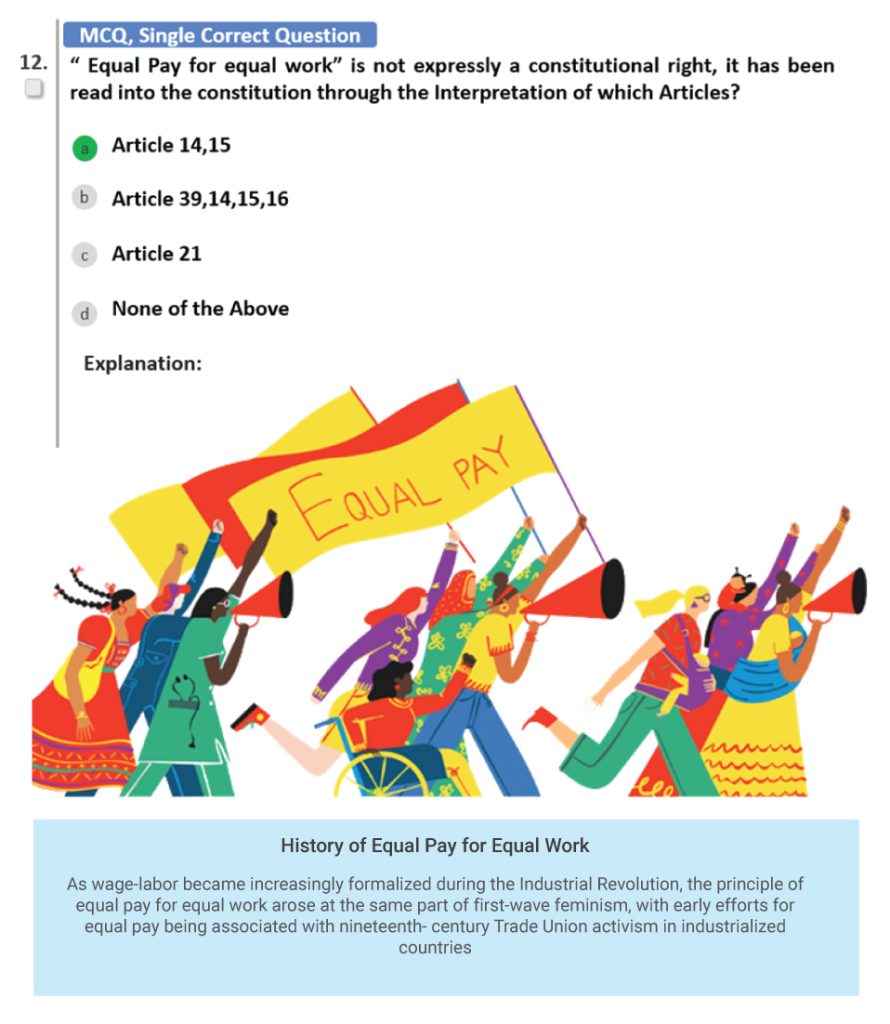 MCQ, Single Correct Question
12.
“ Equal Pay for equal work” is not expressly a constitutional right, it has been
read into the constitution through the Interpretation of which Articles?
a Article 14,15
b Article 39,14,15,16
c Article 21
d None of the Above
Explanation:
EQUAL PAY
History of Equal Pay for Equal Work
As wage-labor became increasingly formalized during the Industrial Revolution, the principle of
equal pay for equal work arose at the same part of first-wave feminism, with early efforts for
equal pay being associated with nineteenth- century Trade Union activism in industrialized
countries